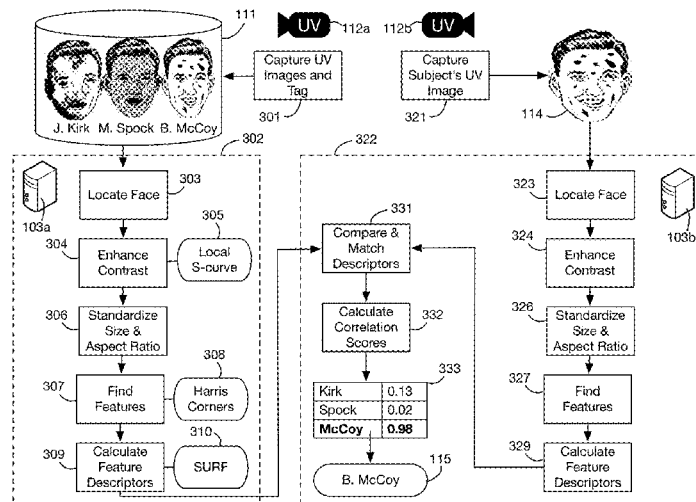 111
UV
112a
112b
UV
Capture UV
Images and
Tag
301
Capture
Subject's UV
Image
321
114
J. Kirk M. Spock B. McCoy
302
322
303
Locate Face
103a
304
Enhance
Contrast
305
Local
S-curve
306
Standardize
Size &
Aspect Ratio
307
Find
Features
308
Harris
Corners
309
Calculate
Feature
Descriptors
310
SURF
331
Compare &
Match
Descriptors
332
Calculate
Correlation
Scores
333
Kirk 0.13
Spock 0.02
McCoy 0.98
B. McCoy
115
323
Locate Face
103b
324
Enhance
Contrast
326
Standardize
Size &
Aspect Ratio
327
Find
Features
329
Calculate
Feature
Descriptors